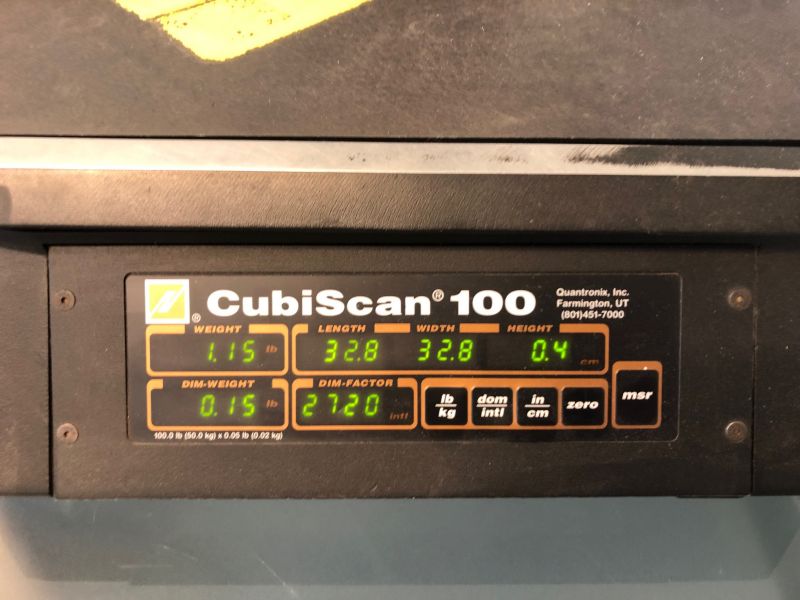 CubiScan® 100
Quantronix, Inc.
Farmington, UT
(801)451-7000
WEIGHT LENGTH WIDTH HEIGHT
1.15 lb 32.8 32.8 0.4 cm
DIM-WEIGHT DIM-FACTOR
0.15 lb 2720 intl
lb/kg dom/intl in/cm zero msr
100.0 lb (50.0 kg) x 0.05 lb (0.02 kg)